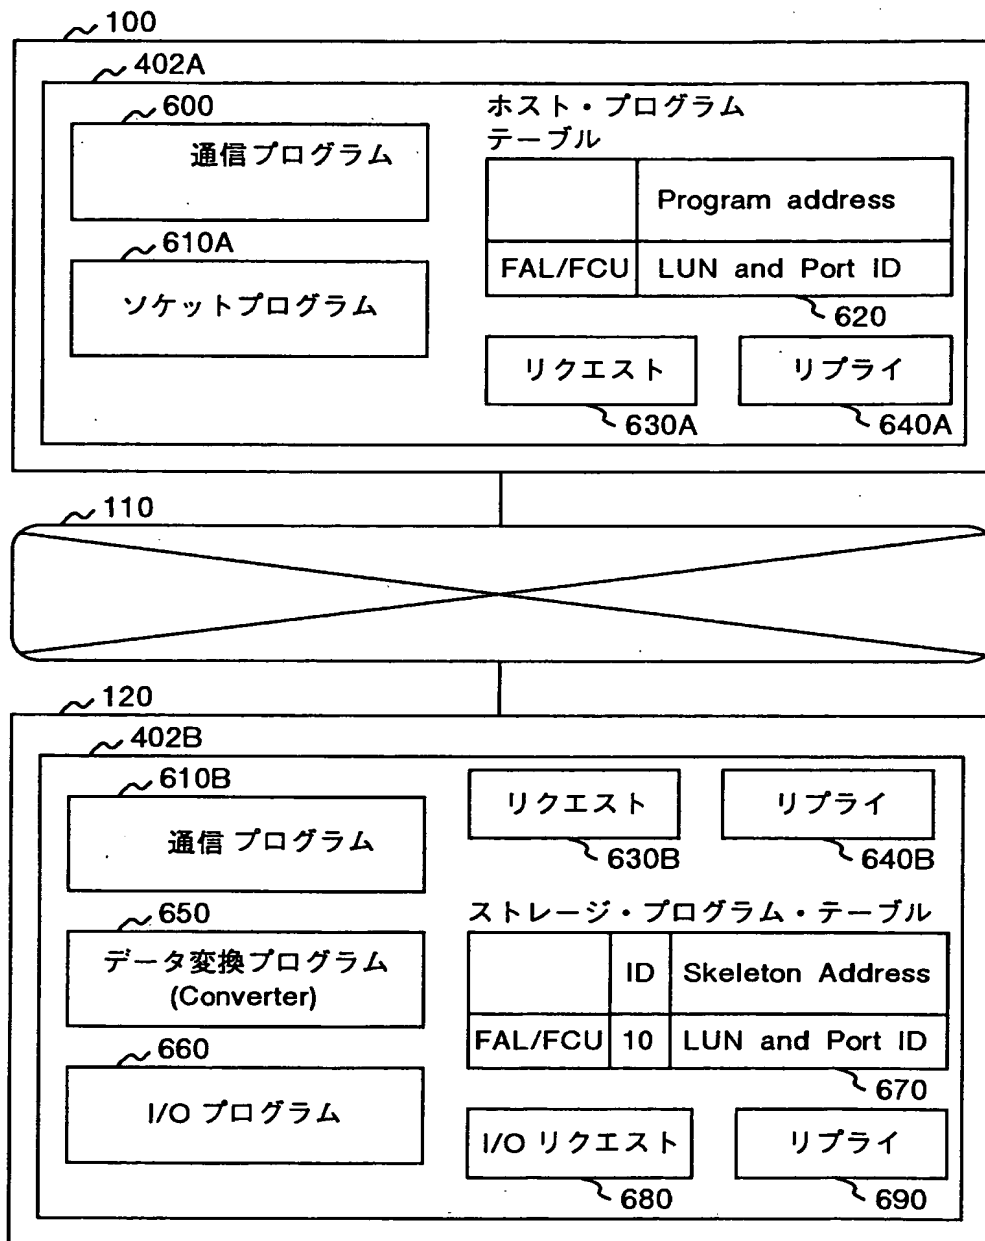 100
402A
600
通信プログラム
610A
ソケットプログラム
ホスト・プログラム
テーブル
Program address
FAL/FCU LUN and Port ID
620
リクエスト
630A
リプライ
640A
110
120
402B
610B
通信 プログラム
650
データ変換プログラム
(Converter)
660
I/O プログラム
リクエスト
630B
リプライ
640B
ストレージ・プログラム・テーブル
ID Skeleton Address
FAL/FCU 10 LUN and Port ID
670
I/O リクエスト
680
リプライ
690